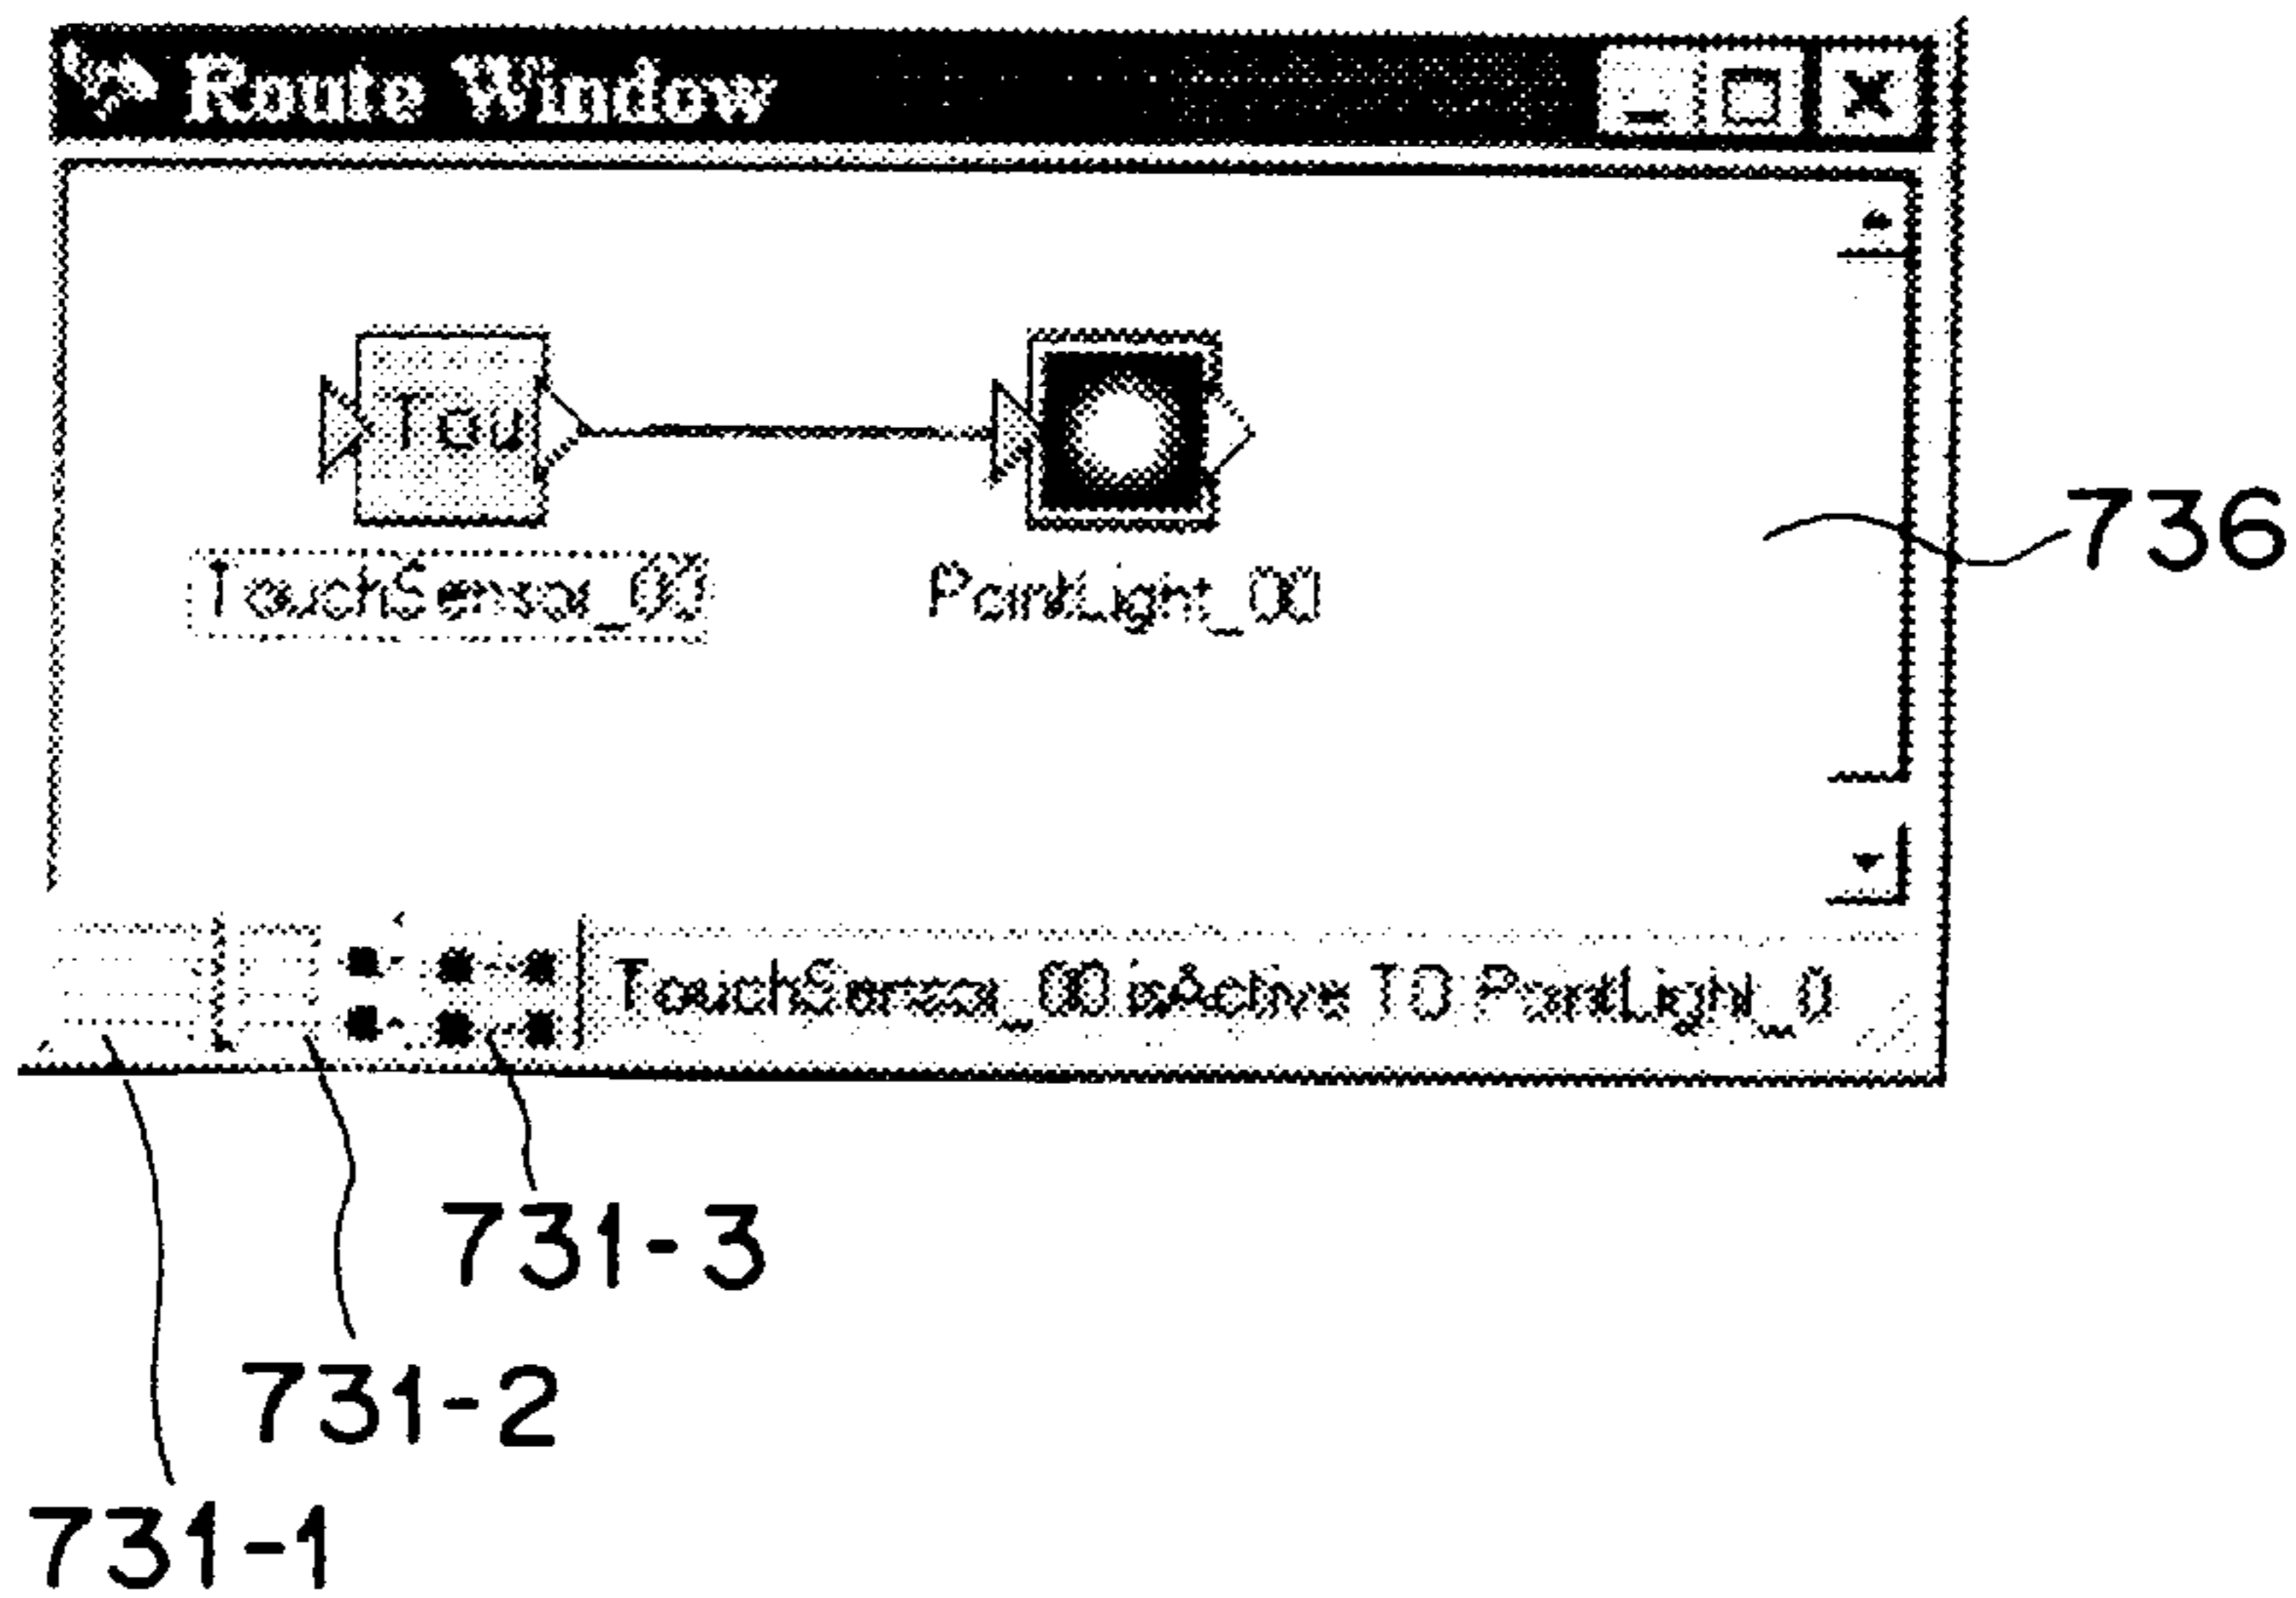 Route Window
Tou
TouchSensor_00 PointLight_00
736
TouchSensor_00 isActive TO PointLight_0
731-3
731-2
731-1